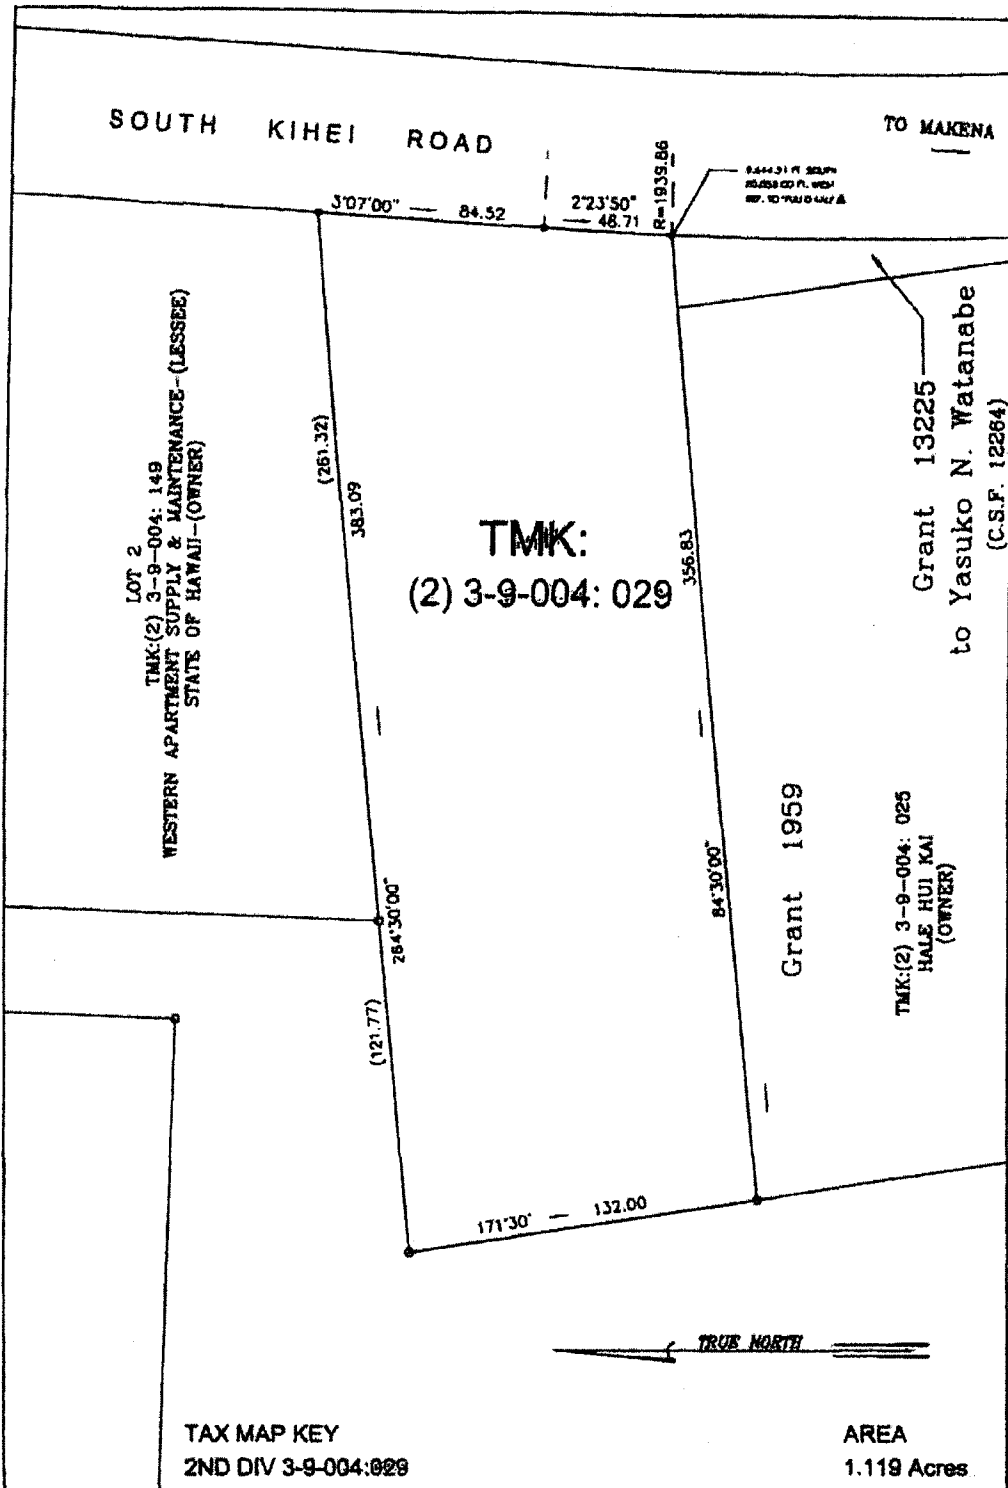 SOUTH KIHEI ROAD
TO MAKENA
R=1939.86
3°07'00" — 84.52
2°23'50"
— 48.71
LOT 2
TMK:(2) 3-9-004: 149
WESTERN APARTMENT SUPPLY & MAINTENANCE-(LESSEE)
STATE OF HAWAII-(OWNER)
(261.32)
383.09
TMK:
(2) 3-9-004: 029
356.83
Grant 13225
to Yasuko N. Watanabe
(C.S.F. 12264)
264°30'00"
(121.77)
84°30'00"
Grant 1959
TMK:(2) 3-9-004: 025
HALE HUI KAI
(OWNER)
171°30' — 132.00
TRUE NORTH
TAX MAP KEY
2ND DIV 3-9-004:029
AREA
1.119 Acres